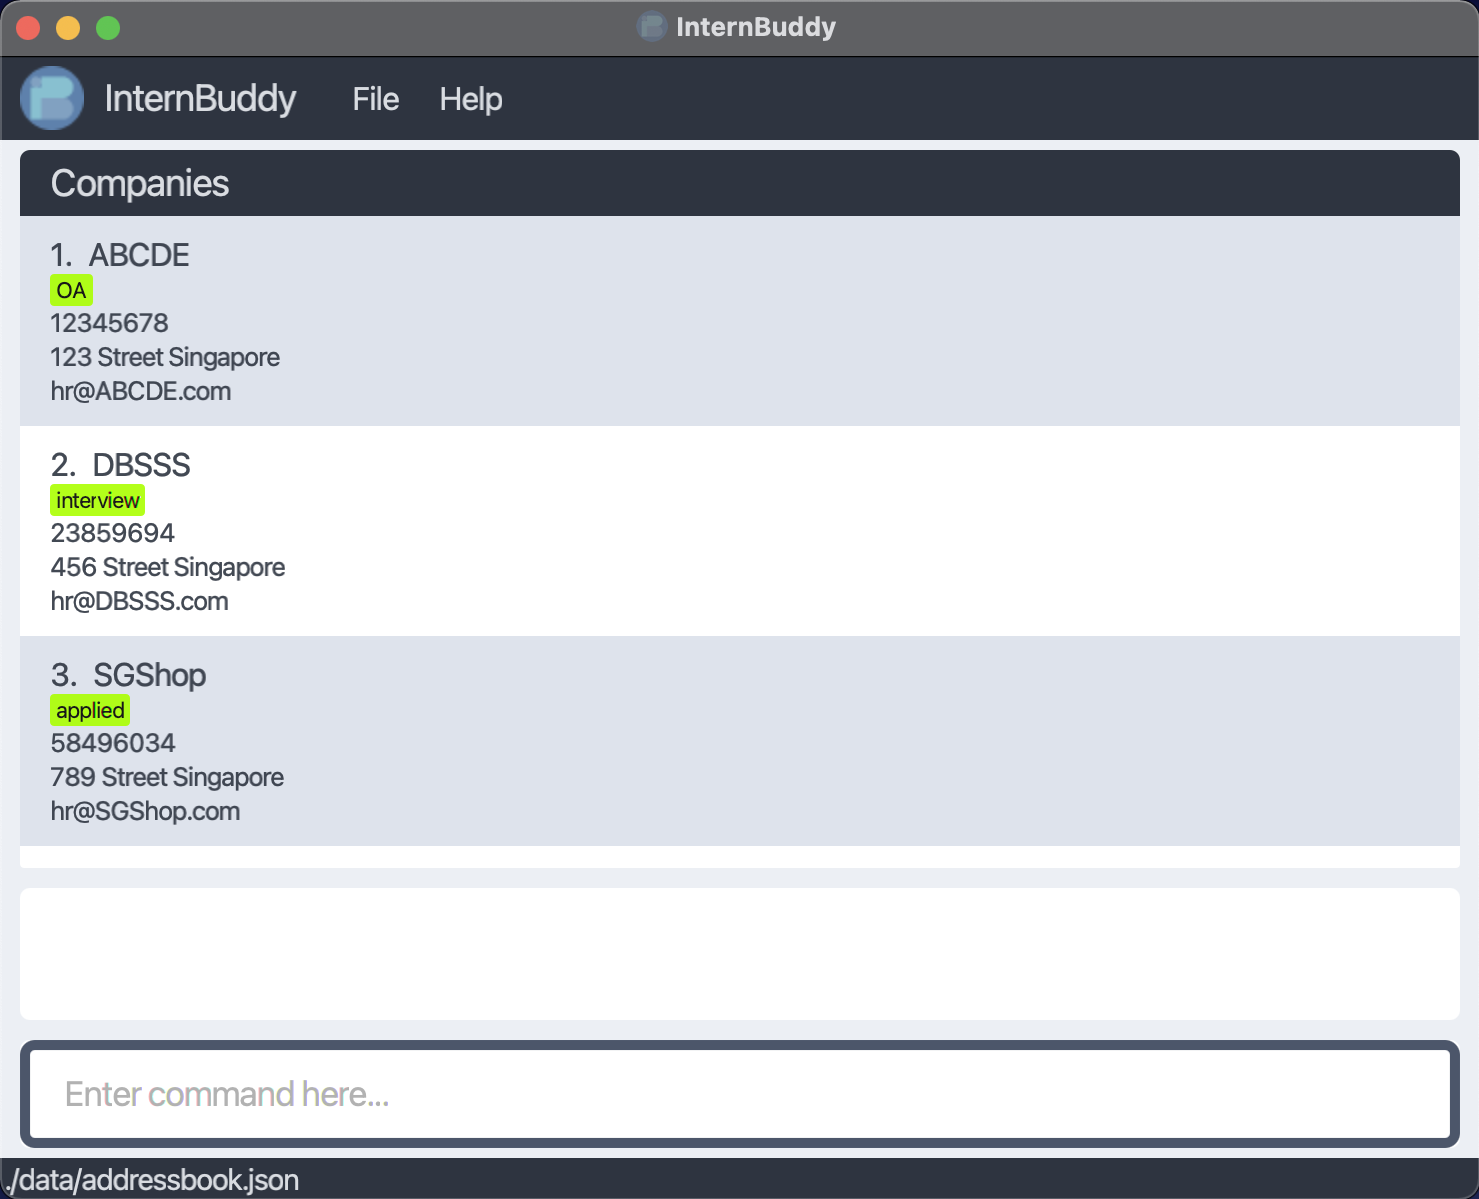 InternBuddy
InternBuddy File Help
Companies
1. ABCDE
OA
12345678
123 Street Singapore
hr@ABCDE.com
2. DBSSS
interview
23859694
456 Street Singapore
hr@DBSSS.com
3. SGShop
applied
58496034
789 Street Singapore
hr@SGShop.com
Enter command here...
./data/addressbook.json